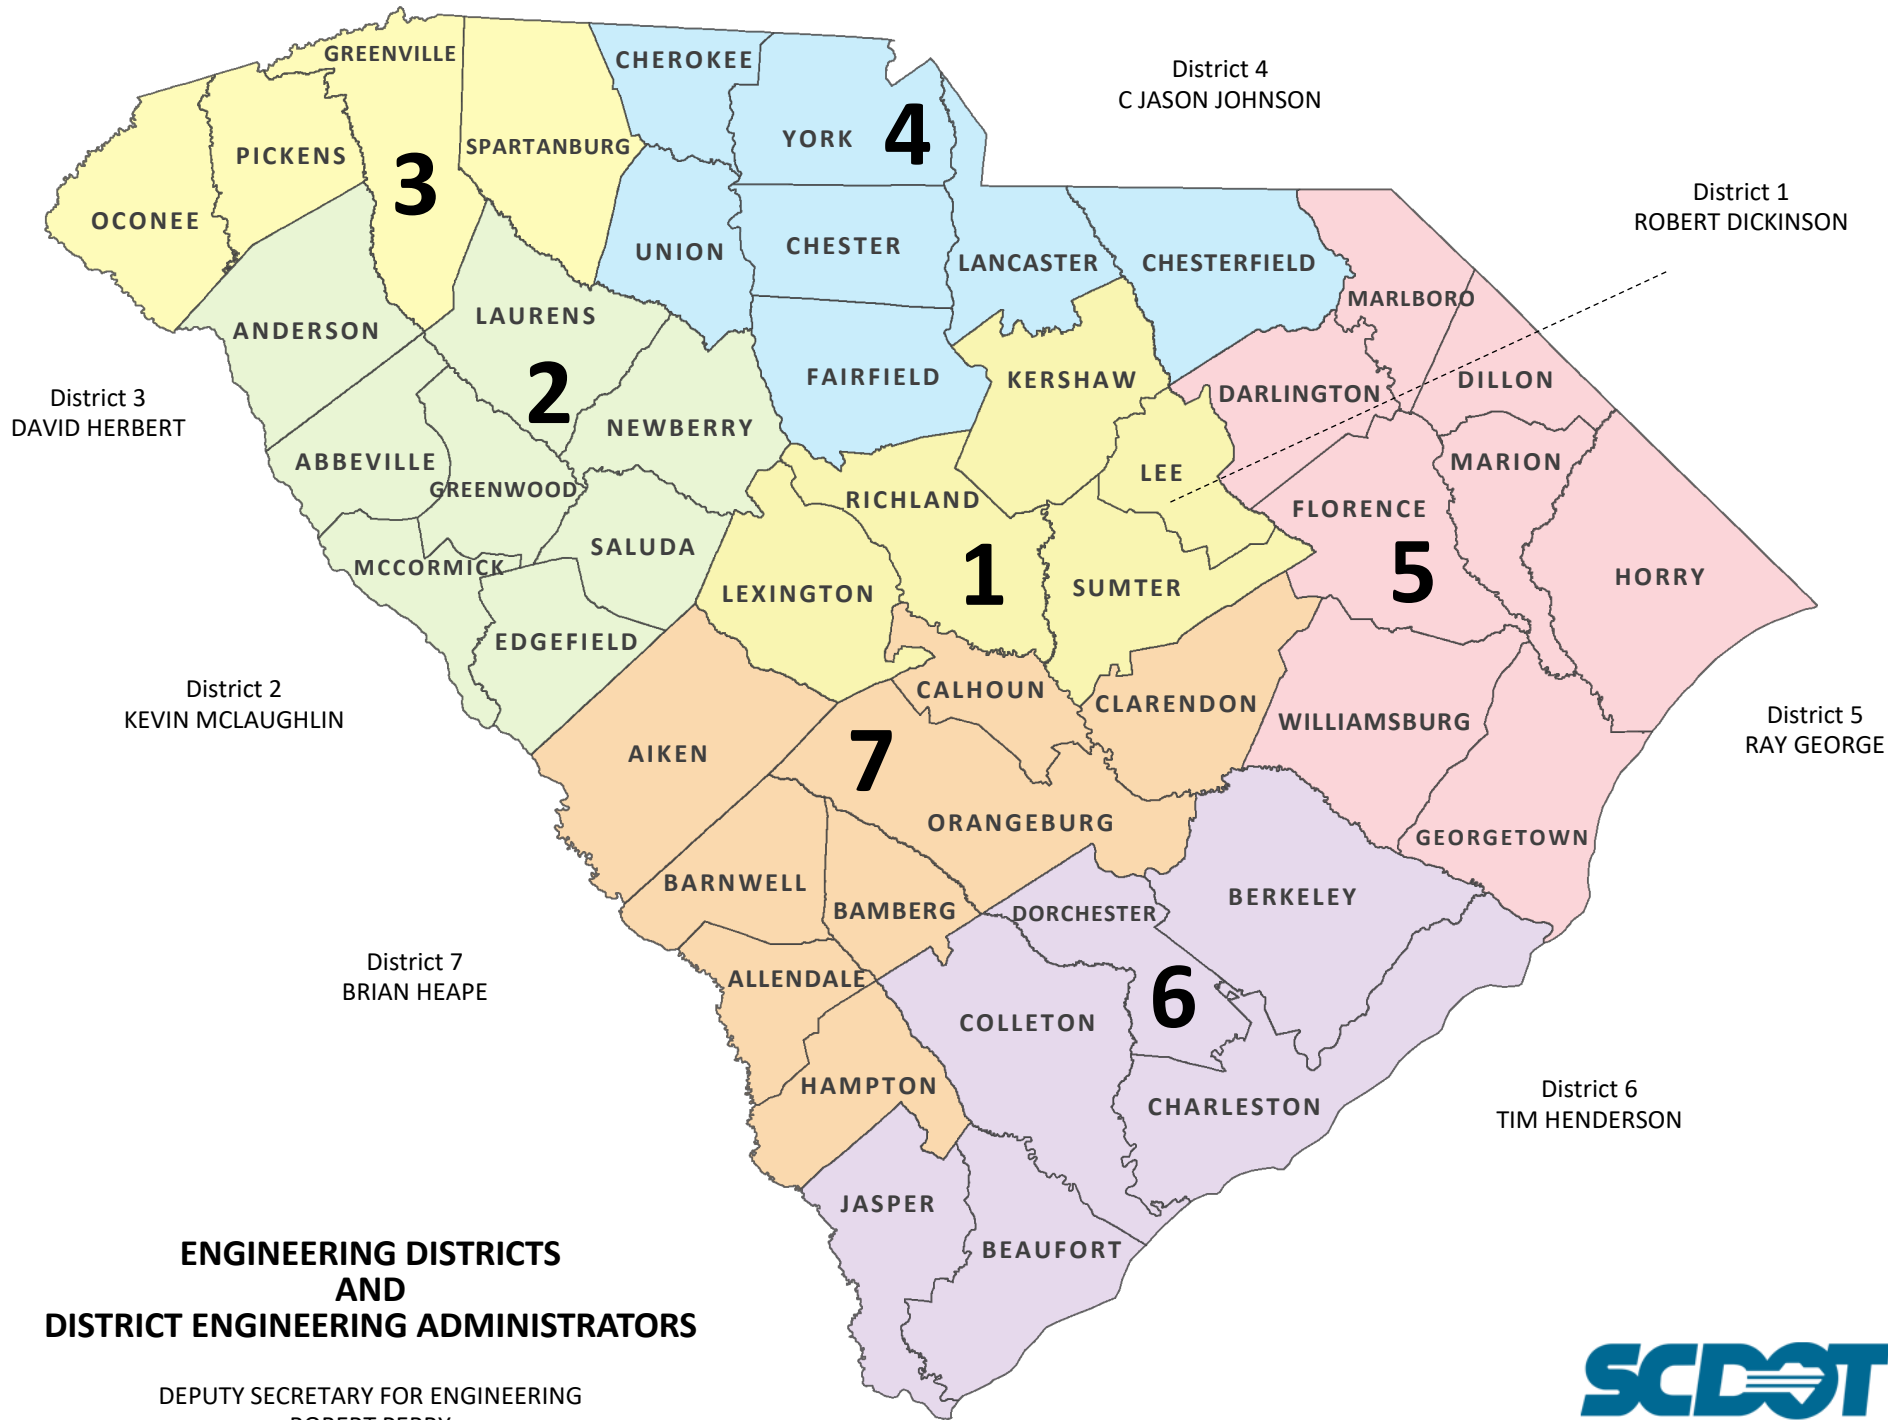 GREENVILLE
CHEROKEE
SPARTANBURG
YORK
4
PICKENS
3
OCONEE
UNION
CHESTER
LANCASTER
CHESTERFIELD
MARLBORO
ANDERSON
LAURENS
2
FAIRFIELD
KERSHAW
DARLINGTON
DILLON
NEWBERRY
ABBEVILLE
GREENWOOD
RICHLAND
LEE
MARION
FLORENCE
5
SALUDA
MCCORMICK
LEXINGTON
1
SUMTER
HORRY
EDGEFIELD
CALHOUN
CLARENDON
WILLIAMSBURG
AIKEN
7
ORANGEBURG
GEORGETOWN
BARNWELL
BAMBERG
DORCHESTER
BERKELEY
ALLENDALE
6
COLLETON
HAMPTON
CHARLESTON
JASPER
BEAUFORT
District 4
C JASON JOHNSON
District 1
ROBERT DICKINSON
District 3
DAVID HERBERT
District 2
KEVIN MCLAUGHLIN
District 5
RAY GEORGE
District 7
BRIAN HEAPE
District 6
TIM HENDERSON
ENGINEERING DISTRICTS
AND
DISTRICT ENGINEERING ADMINISTRATORS
DEPUTY SECRETARY FOR ENGINEERING
ROBERT PERRY
SCDOT